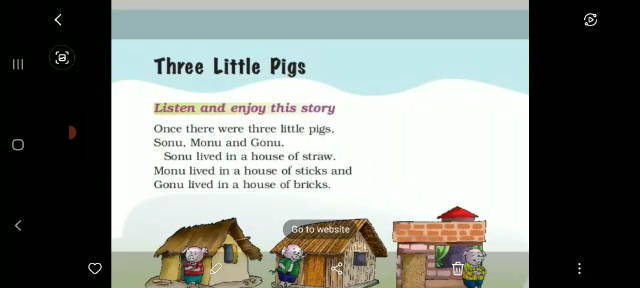 Three Little Pigs
Listen and enjoy this story
Once there were three little pigs,
Sonu, Monu and Gonu.
Sonu lived in a house of straw.
Monu lived in a house of sticks and
Gonu lived in a house of bricks.
Go to website